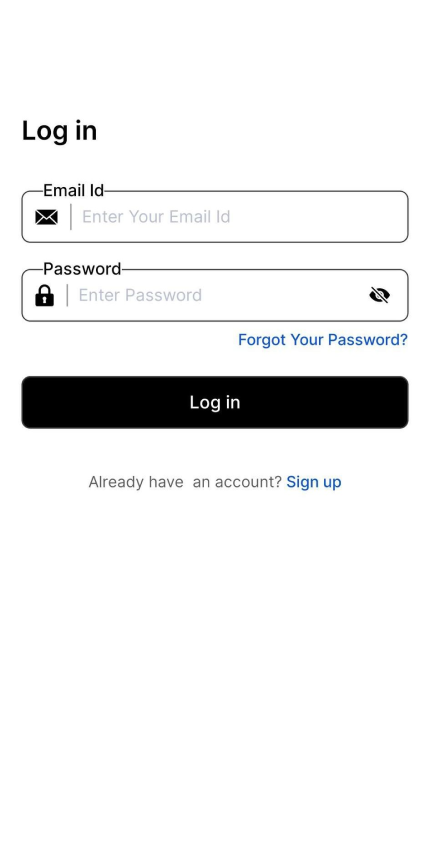 Log in
Email Id
Enter Your Email Id
Password
Enter Password
Forgot Your Password?
Log in
Already have  an account? Sign up